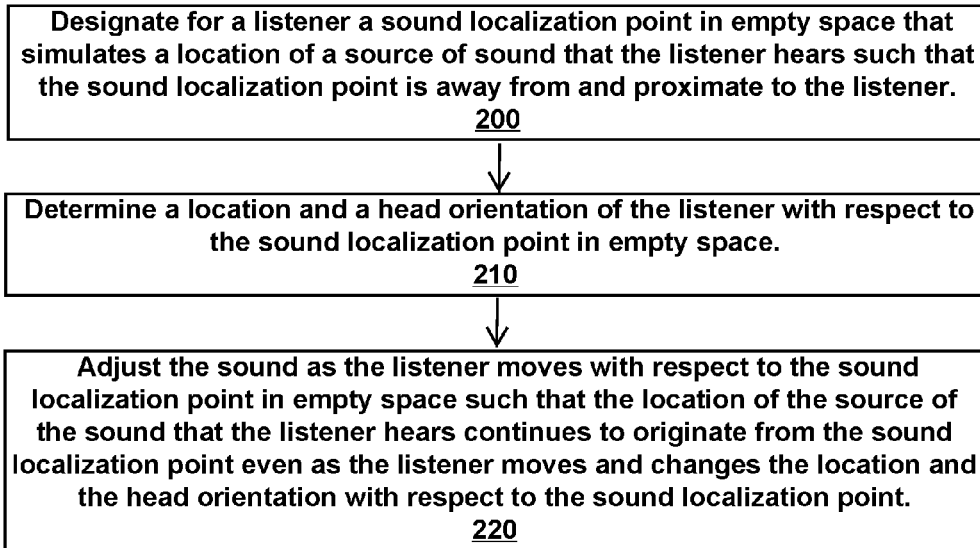 Designate for a listener a sound localization point in empty space that
simulates a location of a source of sound that the listener hears such that
the sound localization point is away from and proximate to the listener.
200
Determine a location and a head orientation of the listener with respect to
the sound localization point in empty space.
210
Adjust the sound as the listener moves with respect to the sound
localization point in empty space such that the location of the source of
the sound that the listener hears continues to originate from the sound
localization point even as the listener moves and changes the location and
the head orientation with respect to the sound localization point.
220